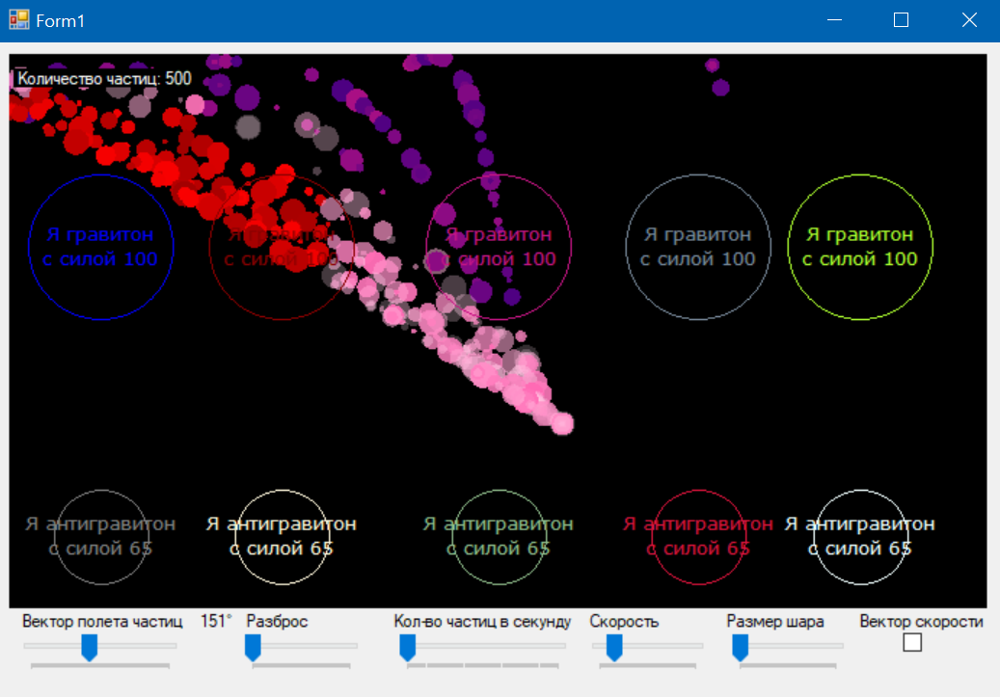 Form1
Количество частиц: 500
Я гравитон
с силой 100
Я гравитон
с силой 100
Я гравитон
с силой 100
Я гравитон
с силой 100
Я гравитон
с силой 100
Я антигравитон
с силой 65
Я антигравитон
с силой 65
Я антигравитон
с силой 65
Я антигравитон
с силой 65
Я антигравитон
с силой 65
Вектор полета частиц 151° Разброс Кол-во частиц в секунду Скорость Размер шара Вектор скорости